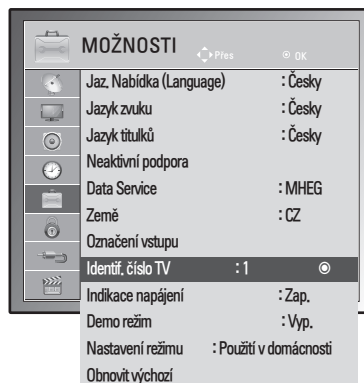 MOŽNOSTI Přes OK
Jaz. Nabídka (Language) : Česky
Jazyk zvuku : Česky
Jazyk titulků : Česky
Neaktivní podpora
Data Service : MHEG
Země : CZ
Označení vstupu
Identif. číslo TV : 1
Indikace napájení : Zap.
Demo režim : Vyp.
Nastavení režimu : Použití v domácnosti
Obnovit výchozí